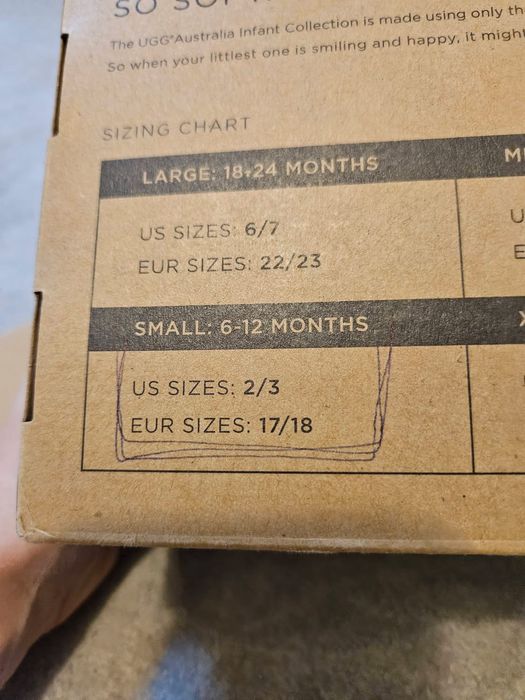 The UGG®Australia Infant Collection is made using only
So when your littlest one is smiling and happy, it
SIZING CHART
LARGE: 18-24 MONTHS
US SIZES: 6/7
EUR SIZES: 22/23
SMALL: 6-12 MONTHS
US SIZES: 2/3
EUR SIZES: 17/18